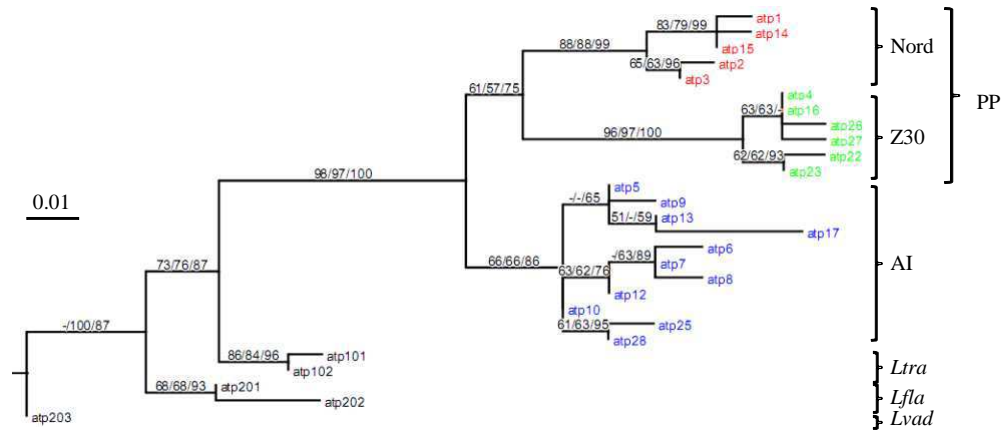 83/79/99
atp1
atp14
atp15
88/88/99
65/63/96
atp2
atp3
Nord
61/57/75
PP
atp4
atp16
63/63/-
atp26
atp27
96/97/100
62/62/93
atp22
atp23
Z30
98/97/100
0.01
atp5
-/-/65
atp9
51/-/59
atp13
atp17
66/66/86
AI
atp6
-/63/89
atp7
63/62/76
atp8
atp12
atp10
61/63/95
atp25
atp28
73/76/87
-/100/87
86/84/96
atp101
atp102
Ltra
68/68/93
atp201
atp202
Lfla
atp203
Lvad